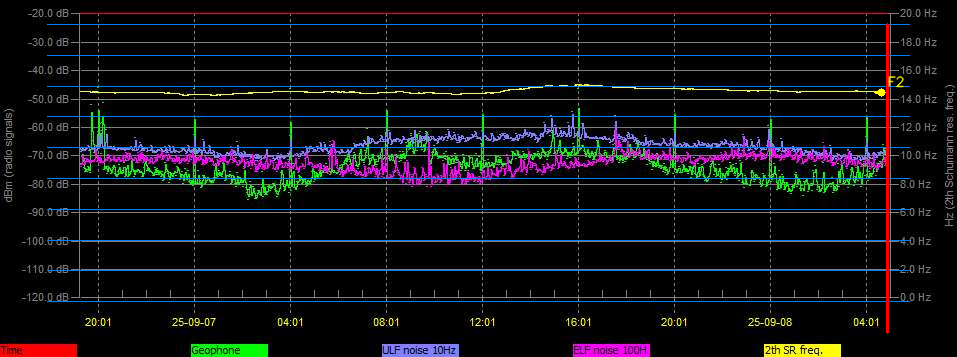 -20.0 dB 20.0 Hz
-30.0 dB 18.0 Hz
-40.0 dB 16.0 Hz
F2
-50.0 dB 14.0 Hz
-60.0 dB 12.0 Hz
-70.0 dB 10.0 Hz
-80.0 dB 8.0 Hz
-90.0 dB 6.0 Hz
-100.0 dB 4.0 Hz
-110.0 dB 2.0 Hz
-120.0 dB 0.0 Hz
dBm (radio signals)
Hz (2th Schumann res. freq.)
20:01 25-09-07 04:01 08:01 12:01 16:01 20:01 25-09-08 04:01
Time Geophone ULF noise 10Hz ELF noise 100H 2th SR freq.